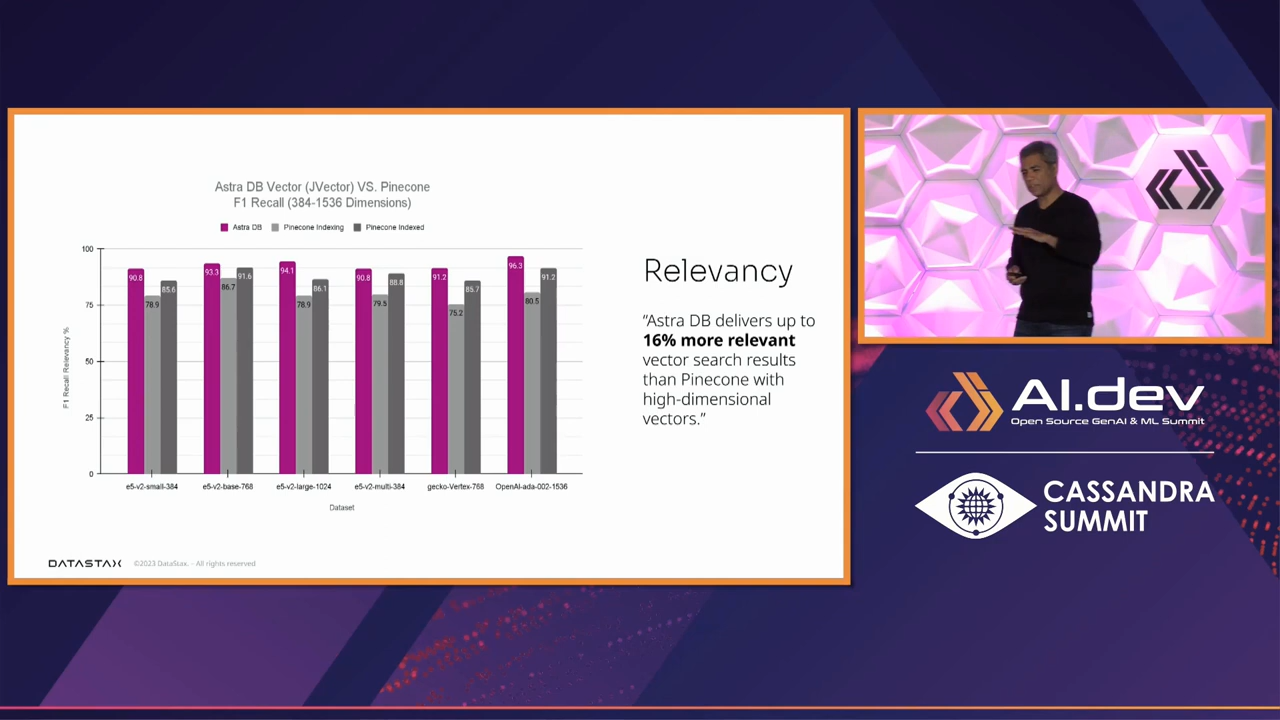 Astra DB Vector (JVector) VS. Pinecone
F1 Recall (384-1536 Dimensions)
Astra DB
Pinecone Indexing
Pinecone Indexed
F1 Recall Relevancy %
100
75
50
25
0
90.8
78.9
85.6
93.3
86.7
91.6
94.1
78.9
86.1
90.8
79.5
88.8
91.2
75.2
85.7
96.3
80.5
91.2
e5-v2-small-384
e5-v2-base-768
e5-v2-large-1024
e5-v2-multi-384
gecko-Vertex-768
OpenAI-ada-002-1536
Dataset
Relevancy
“Astra DB delivers up to
16% more relevant
vector search results
than Pinecone with
high-dimensional
vectors.”
DATASTAX
©2023 DataStax. – All rights reserved
AI.dev
Open Source GenAI & ML Summit
CASSANDRA
SUMMIT